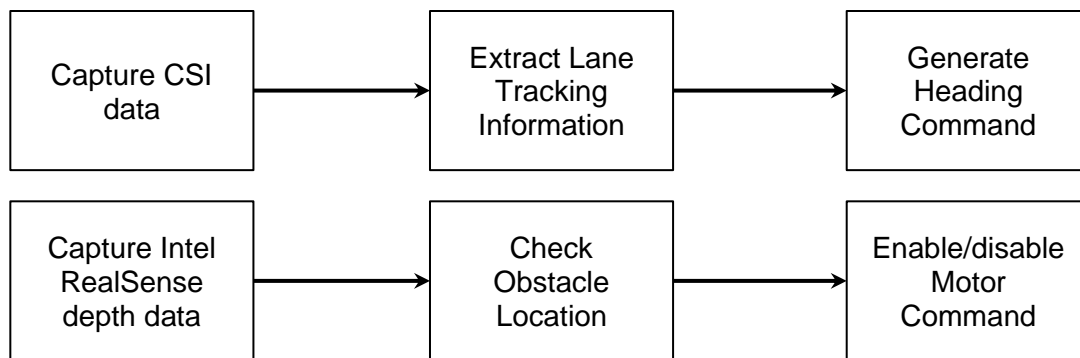 Capture CSI
data
Extract Lane
Tracking
Information
Generate
Heading
Command
Capture Intel
RealSense
depth data
Check
Obstacle
Location
Enable/disable
Motor
Command